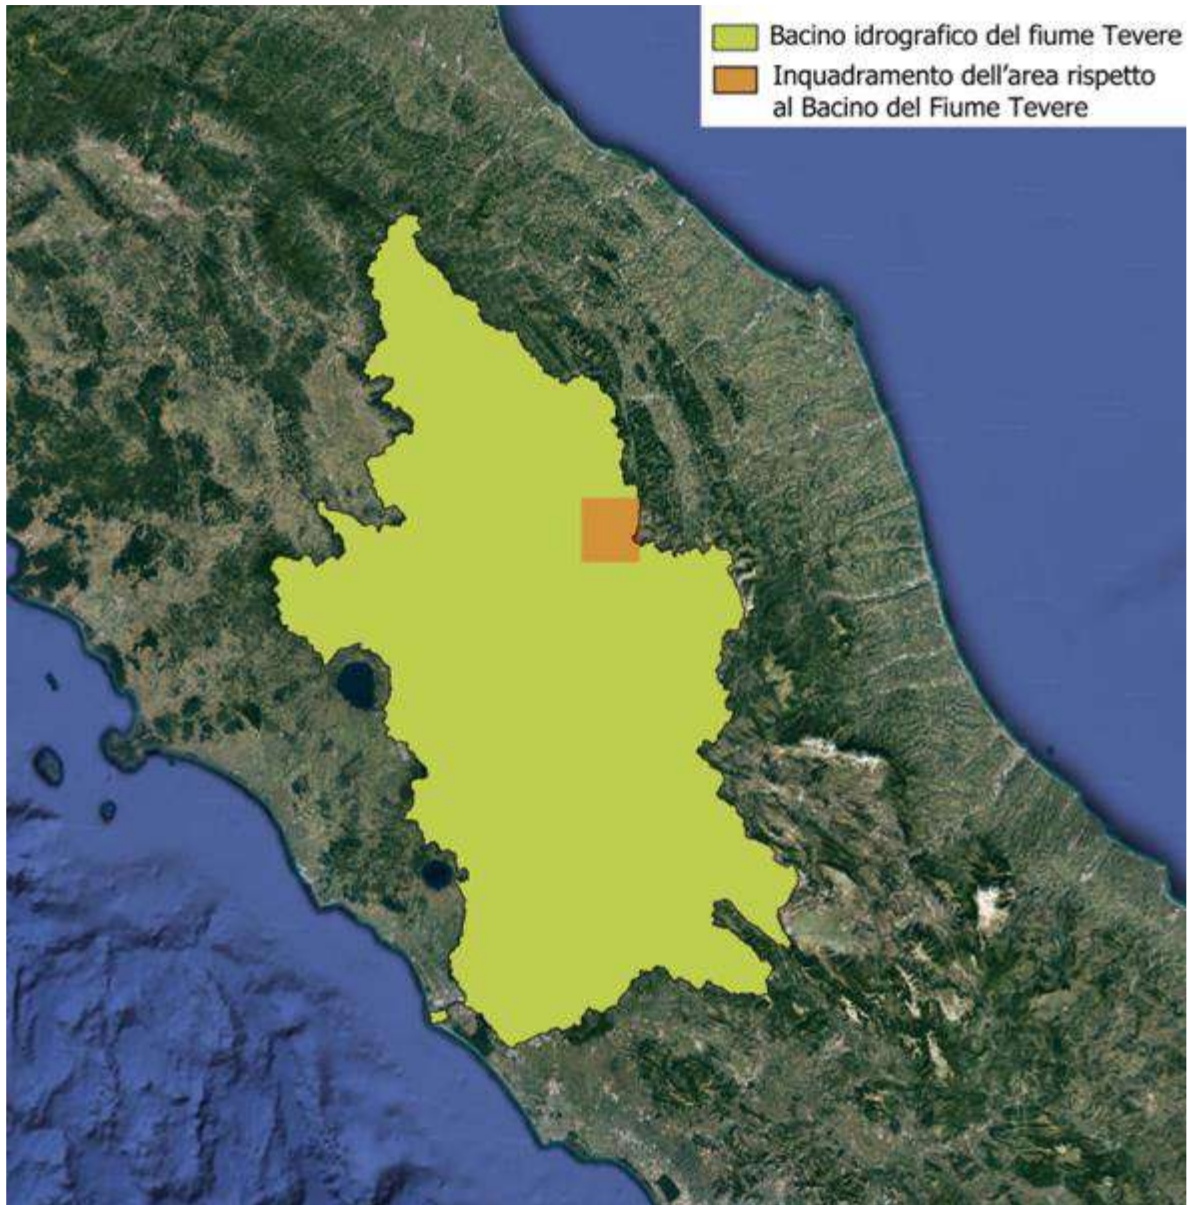 Bacino idrografico del fiume Tevere
Inquadramento dell'area rispetto
al Bacino del Fiume Tevere